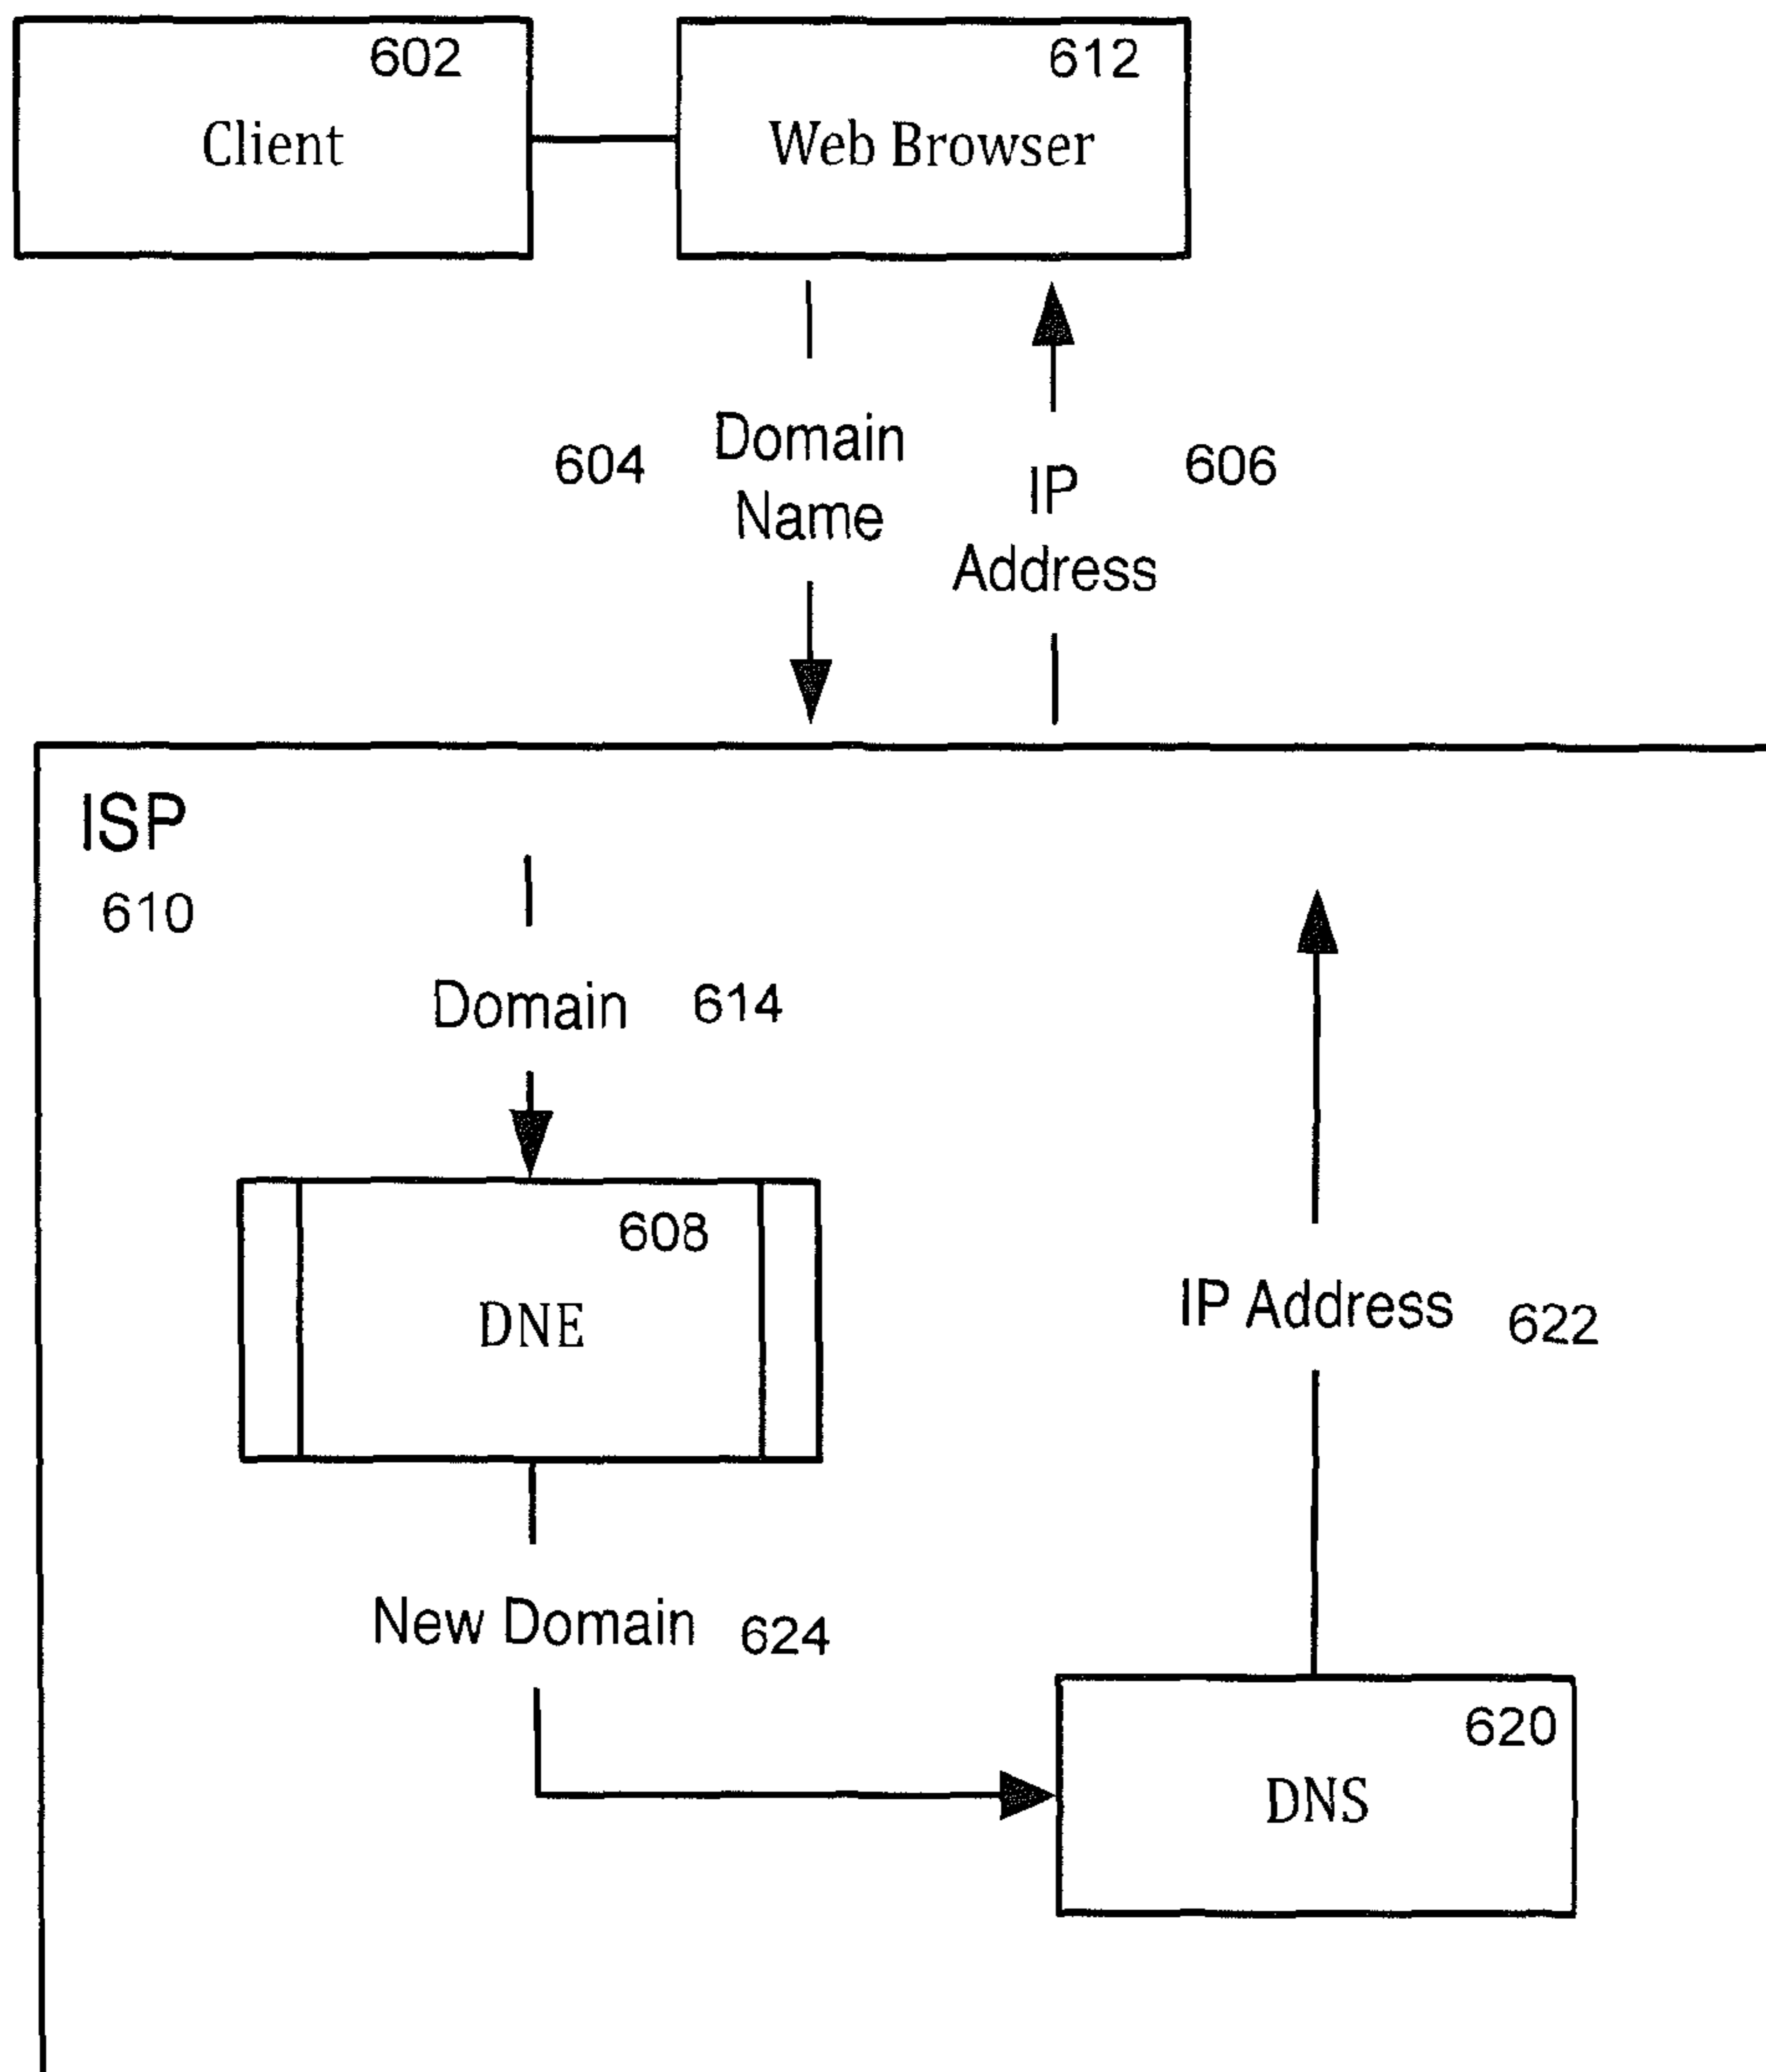 602
Client
612
Web Browser
604
Domain
Name
IP
Address
606
ISP
610
Domain 614
608
DNE
IP Address 622
New Domain 624
620
DNS